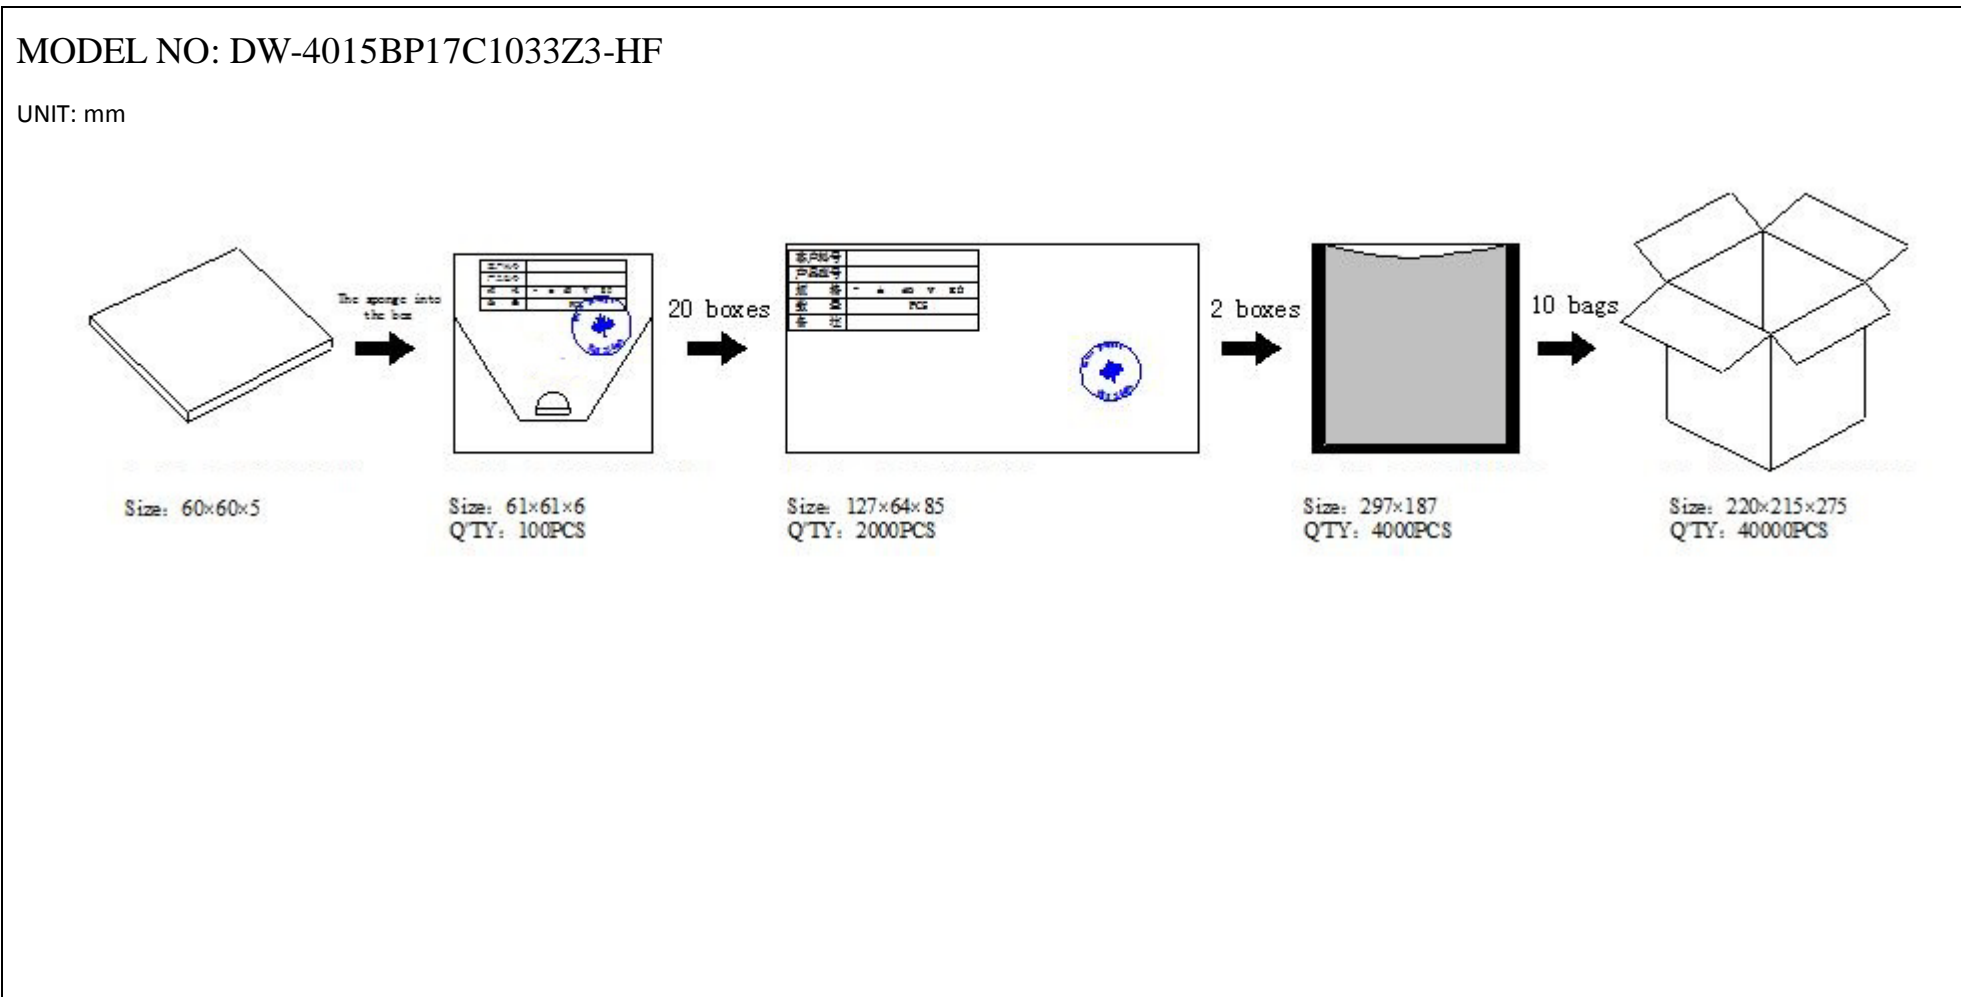 MODEL NO: DW-4015BP17C1033Z3-HF
UNIT: mm
The sponge into
the box
20 boxes
客户料号
产品型号
规 格
数 量 PCS
备 注
2 boxes
10 bags
Size: 60×60×5
Size: 61×61×6
Q'TY: 100PCS
Size: 127×64×85
Q'TY: 2000PCS
Size: 297×187
Q'TY: 4000PCS
Size: 220×215×275
Q'TY: 40000PCS